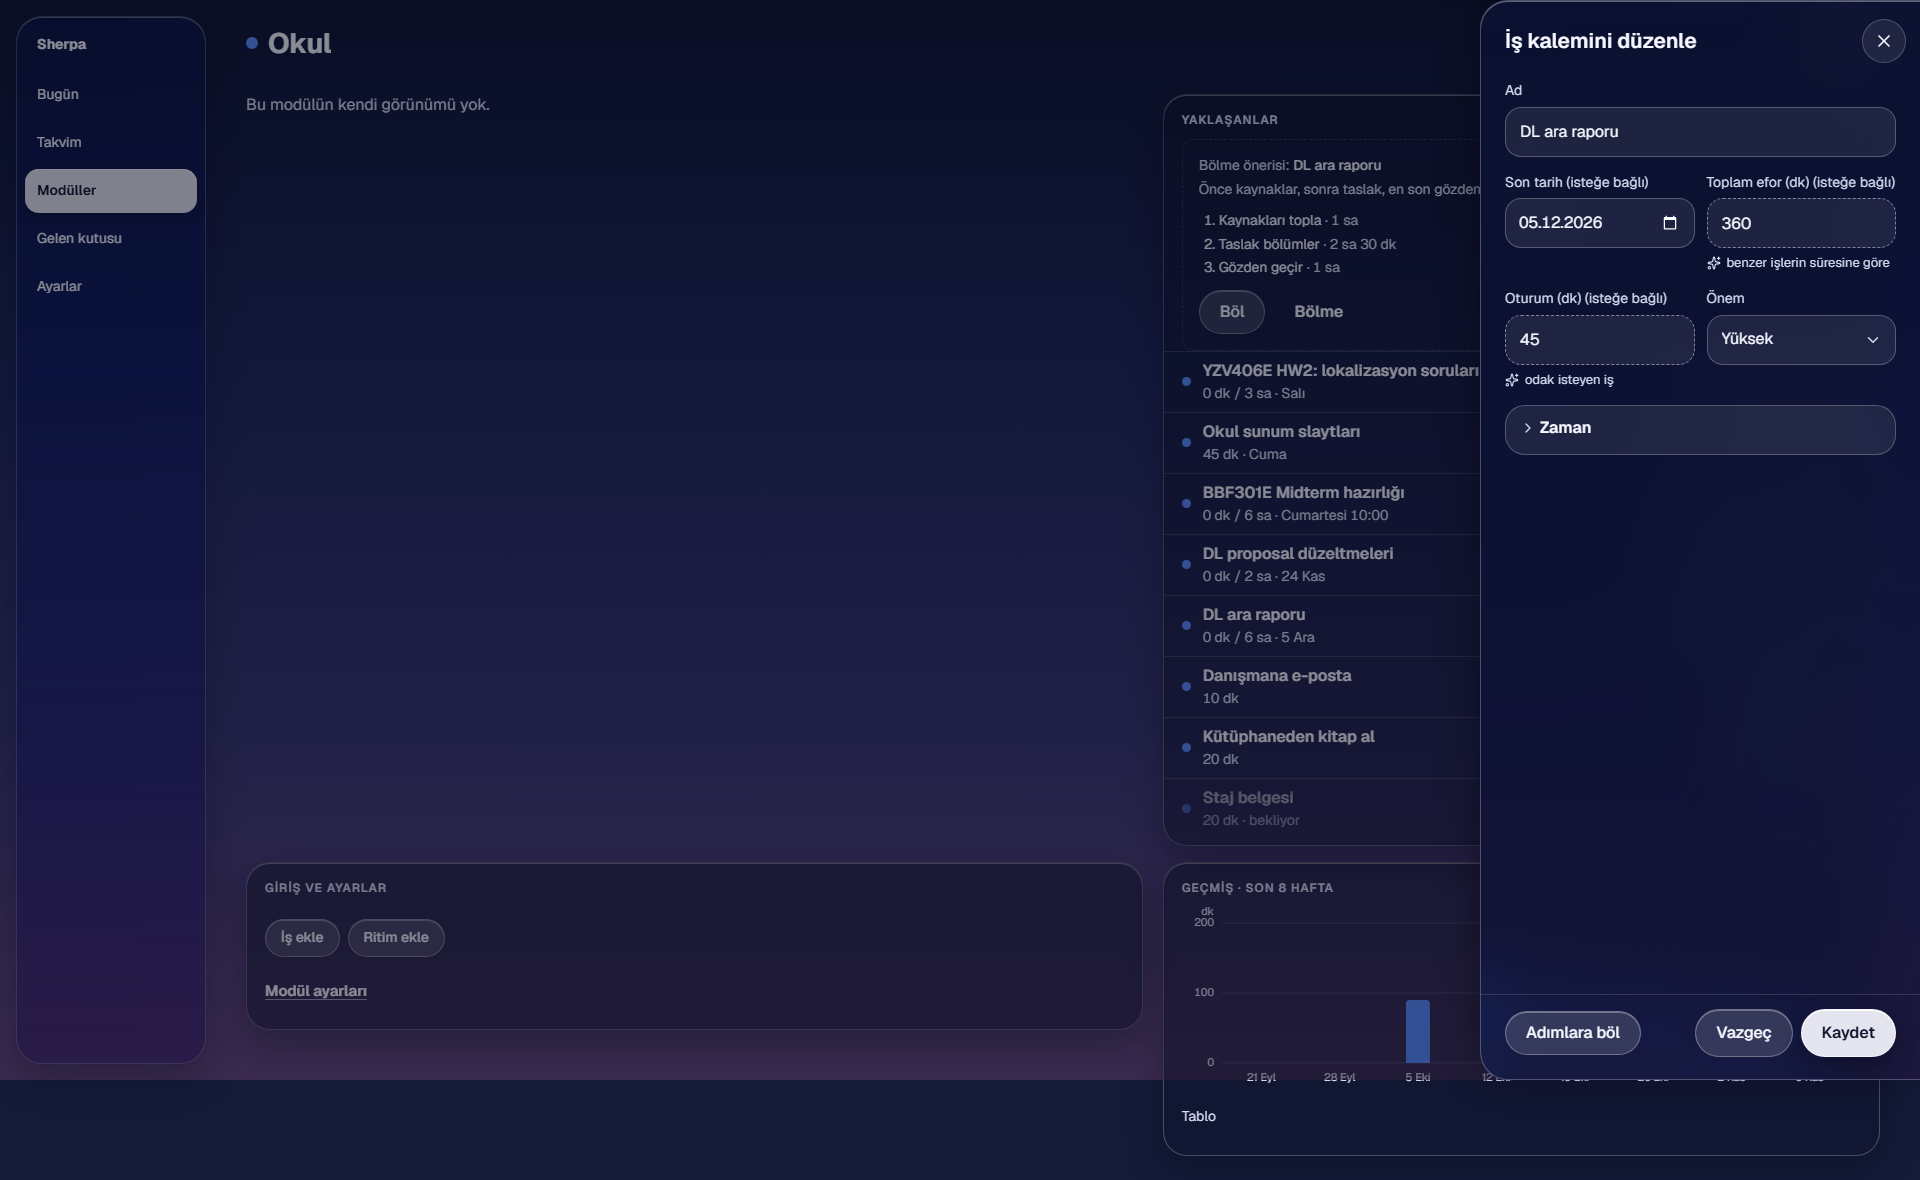 Sherpa
Bugün
Takvim
Modüller
Gelen kutusu
Ayarlar
Okul
Bu modülün kendi görünümü yok.
YAKLAŞANLAR
Bölme önerisi: DL ara raporu
Önce kaynaklar, sonra taslak, en son gözden
1. Kaynakları topla · 1 sa
2. Taslak bölümler · 2 sa 30 dk
3. Gözden geçir · 1 sa
Böl
Bölme
YZV406E HW2: lokalizasyon soruları
0 dk / 3 sa · Salı
Okul sunum slaytları
45 dk · Cuma
BBF301E Midterm hazırlığı
0 dk / 6 sa · Cumartesi 10:00
DL proposal düzeltmeleri
0 dk / 2 sa · 24 Kas
DL ara raporu
0 dk / 6 sa · 5 Ara
Danışmana e-posta
10 dk
Kütüphaneden kitap al
20 dk
Staj belgesi
20 dk · bekliyor
GİRİŞ VE AYARLAR
İş ekle
Ritim ekle
Modül ayarları
GEÇMİŞ · SON 8 HAFTA
dk
200
100
0
21 Eyl
28 Eyl
5 Eki
12
Tablo
İş kalemini düzenle
Ad
DL ara raporu
Son tarih (isteğe bağlı)
05.12.2026
Toplam efor (dk) (isteğe bağlı)
360
benzer işlerin süresine göre
Oturum (dk) (isteğe bağlı)
45
odak isteyen iş
Önem
Yüksek
Zaman
Adımlara böl
Vazgeç
Kaydet